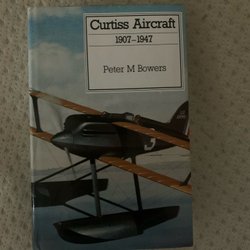 Curtiss Aircraft
1907-1947
Peter M Bowers